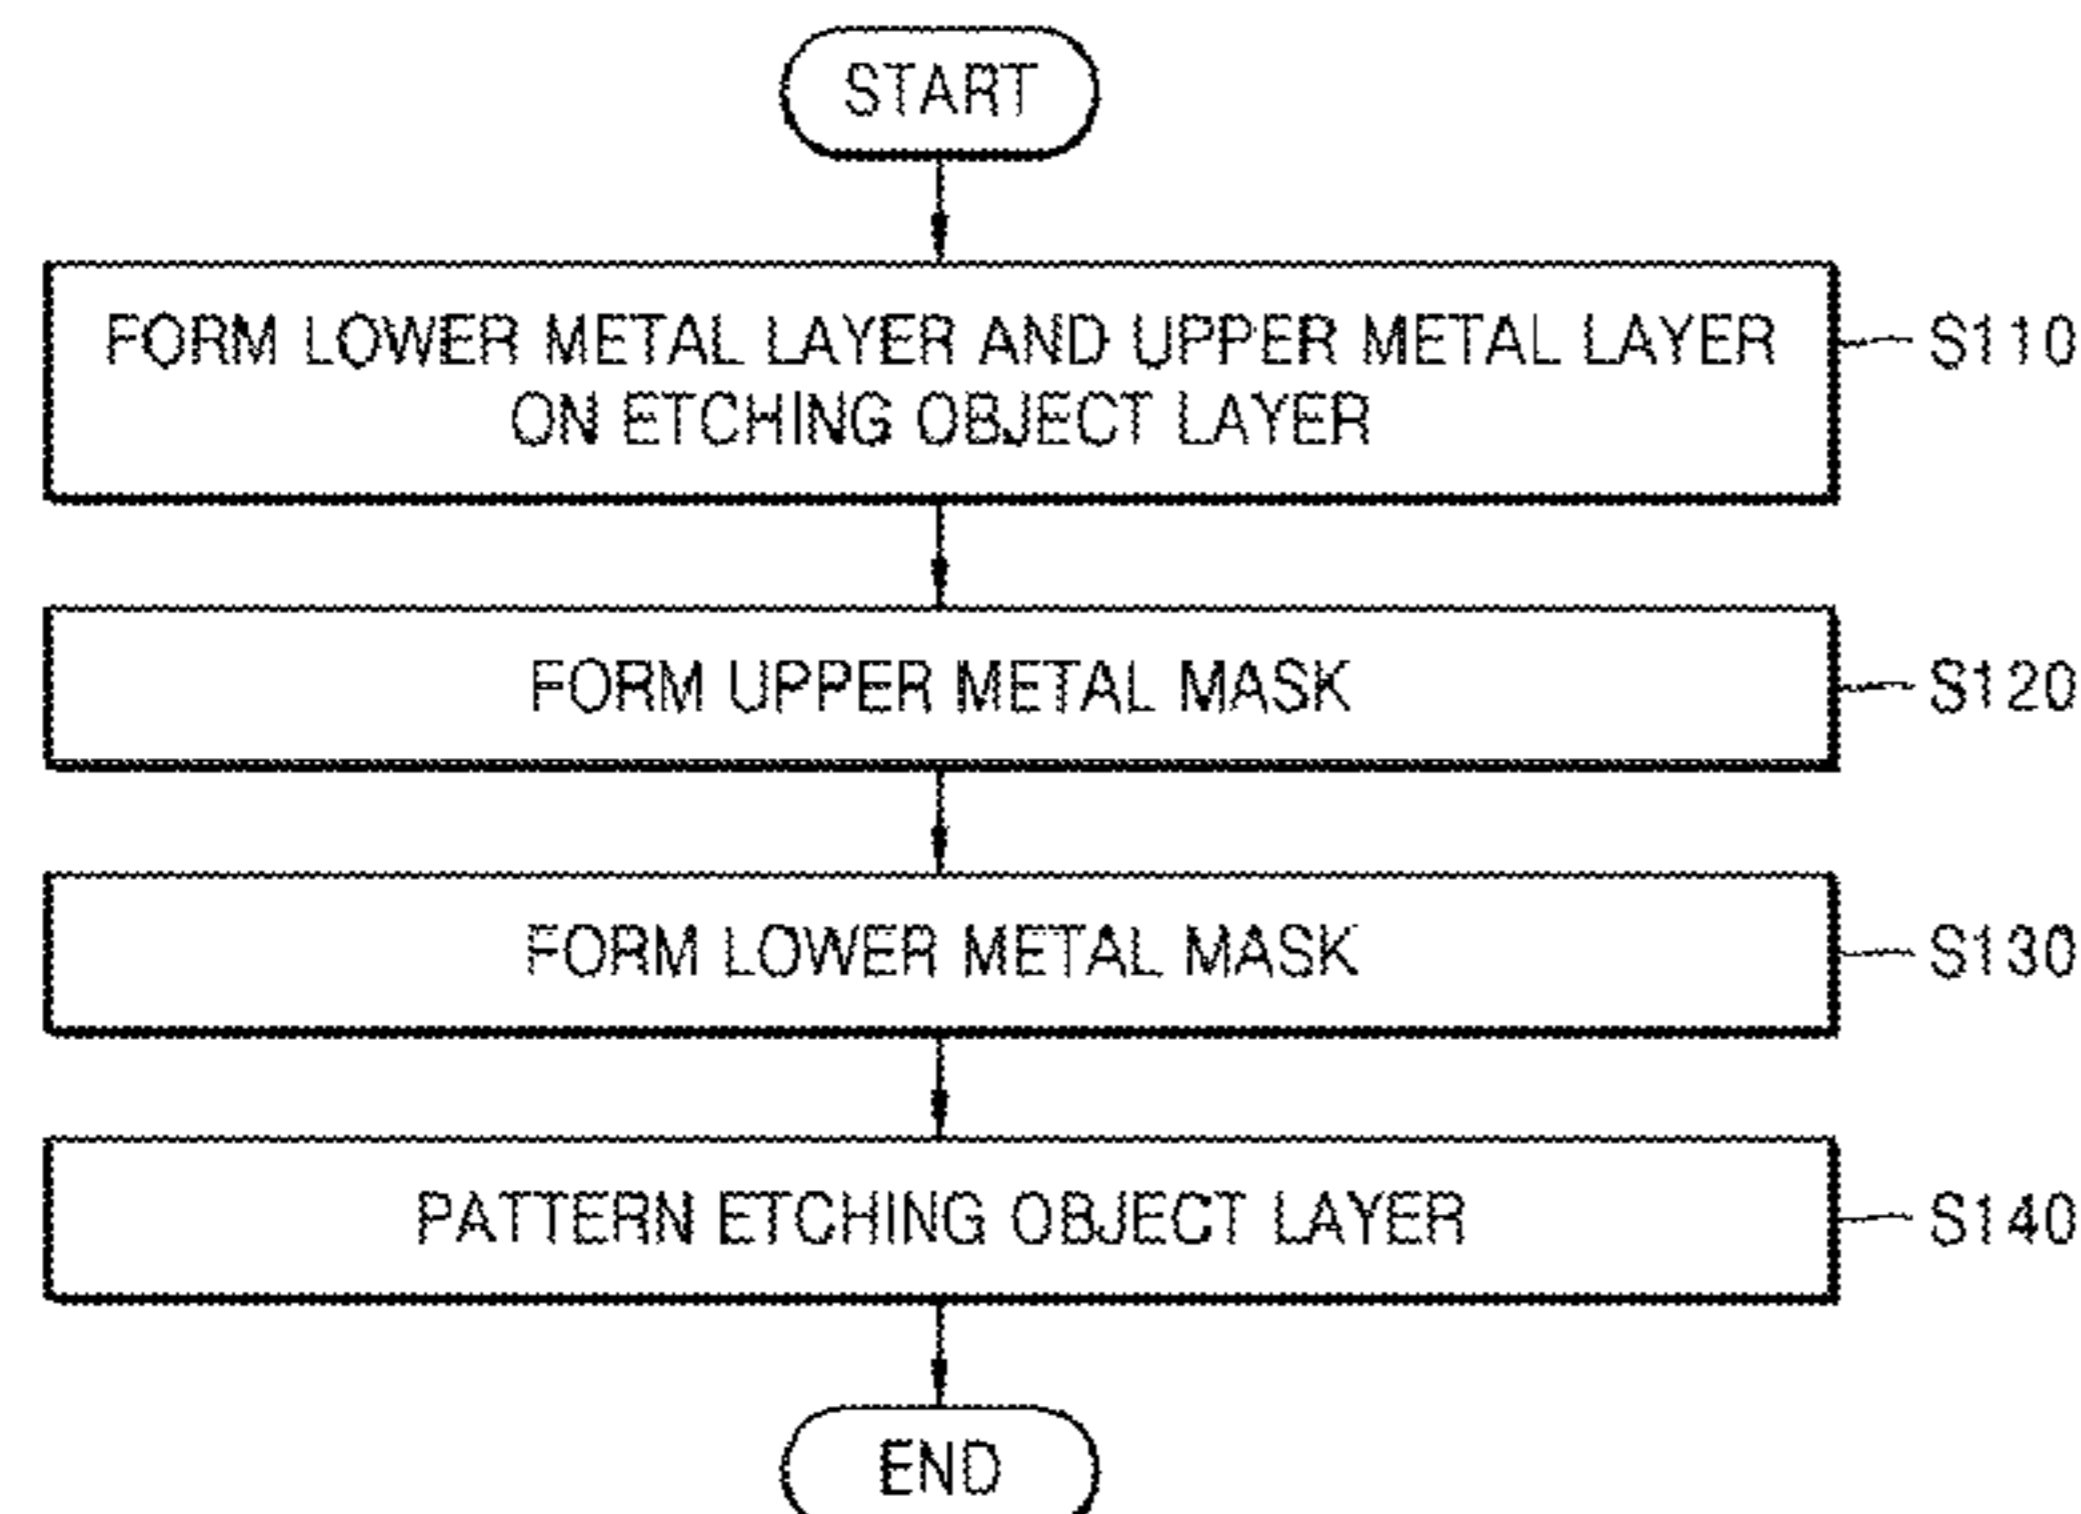 START
FORM LOWER METAL LAYER AND UPPER METAL LAYER
ON ETCHING OBJECT LAYER
S110
FORM UPPER METAL MASK
S120
FORM LOWER METAL MASK
S130
PATTERN ETCHING OBJECT LAYER
S140
END